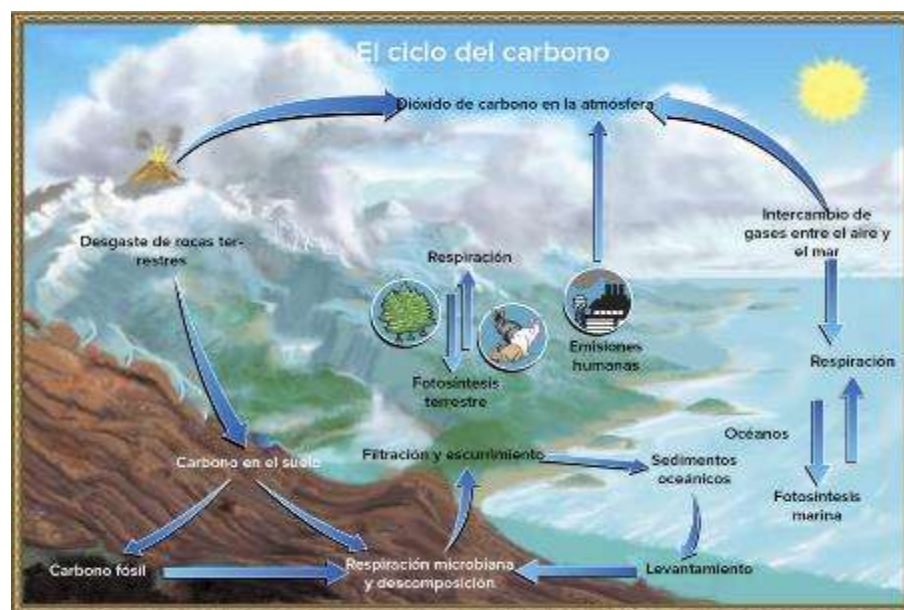 El ciclo del carbono
Dióxido de carbono en la atmósfera
Intercambio de
gases entre el aire y
el mar
Desgaste de rocas ter-
restres
Respiración
Emisiones
humanas
Respiración
Fotosíntesis
terrestre
Océanos
Filtración y escurrimiento
Carbono en el suelo
Sedimentos
oceánicos
Fotosíntesis
marina
Carbono fósil
Respiración microbiana
y descomposición
Levantamiento